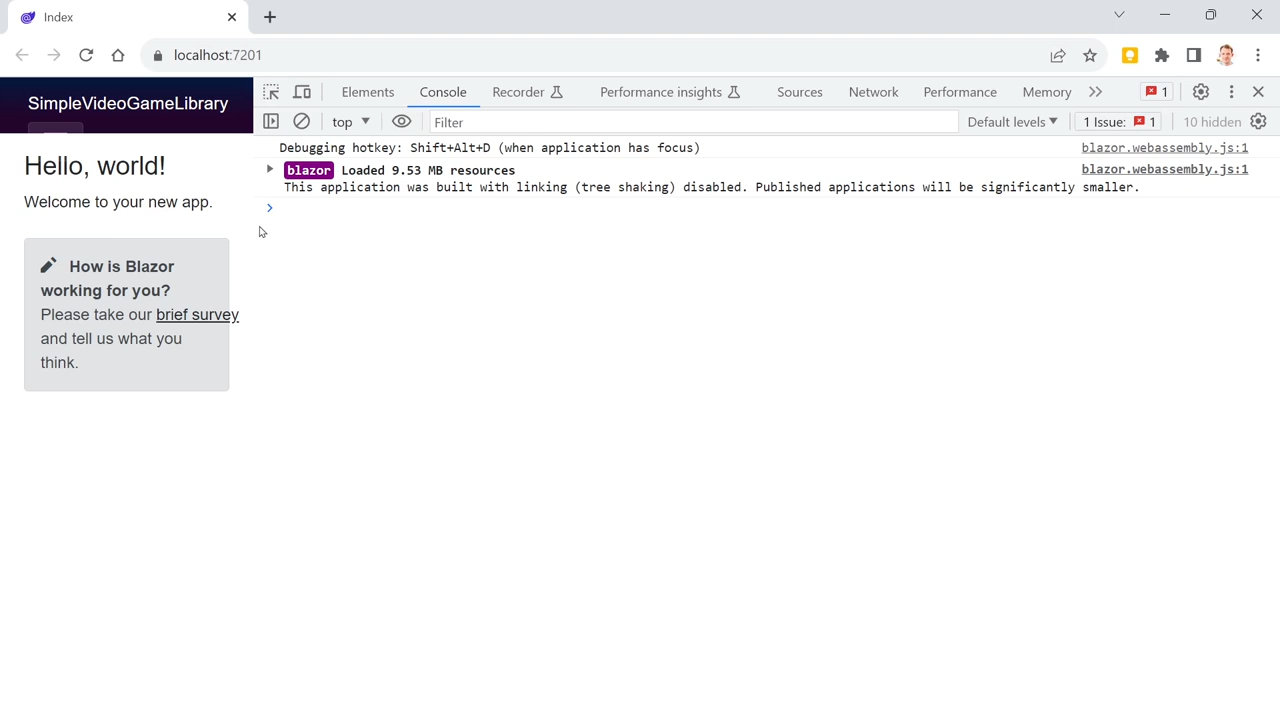 Index
localhost:7201
SimpleVideoGameLibrary
Hello, world!
Welcome to your new app.
How is Blazor
working for you?
Please take our brief survey
and tell us what you
think.
Elements Console Recorder Performance insights Sources Network Performance Memory 1
top Filter Default levels 1 Issue: 1 10 hidden
Debugging hotkey: Shift+Alt+D (when application has focus) blazor.webassembly.js:1
blazor Loaded 9.53 MB resources blazor.webassembly.js:1
This application was built with linking (tree shaking) disabled. Published applications will be significantly smaller.